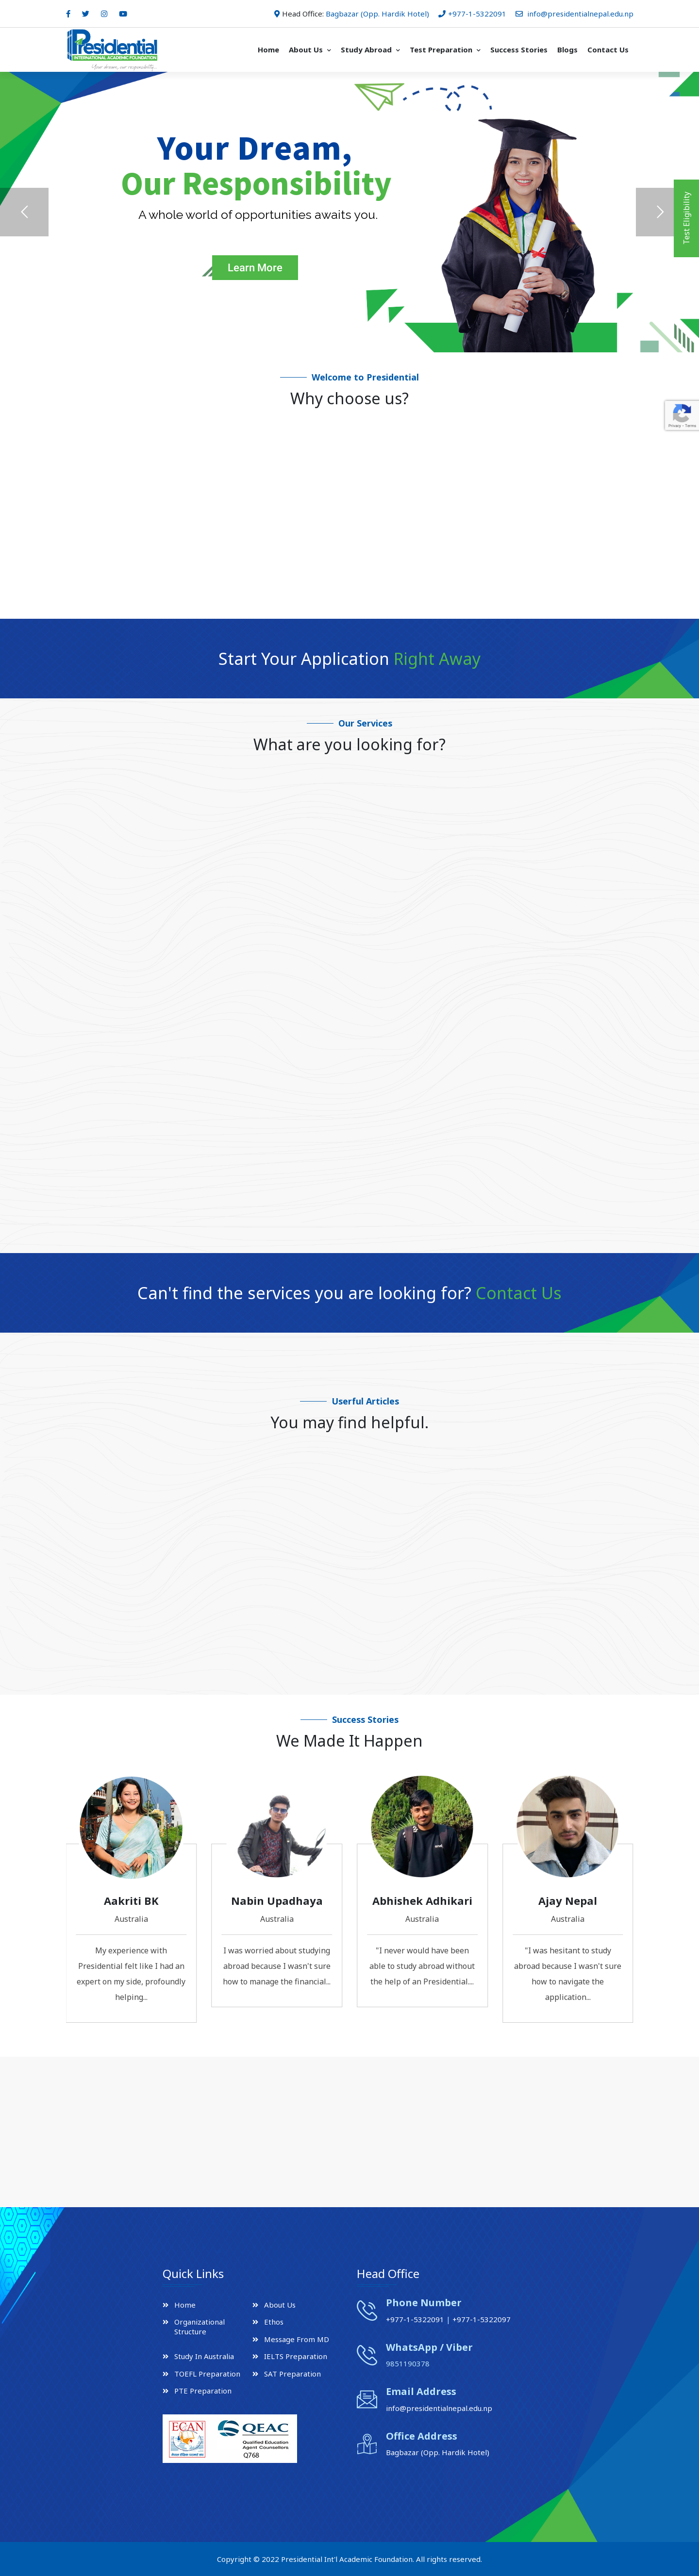 Head Office: Bagbazar (Opp. Hardik Hotel) +977-1-5322091 info@presidentialnepal.edu.np
Presidential
INTERNATIONAL ACADEMIC FOUNDATION
Home About Us Study Abroad Test Preparation Success Stories Blogs Contact Us
Your Dream,
Our Responsibility
A whole world of opportunities awaits you.
Learn More
Test Eligibility
Welcome to Presidential
Why choose us?
Privacy - Terms
Start Your Application Right Away
Our Services
What are you looking for?
Can't find the services you are looking for? Contact Us
Userful Articles
You may find helpful.
Success Stories
We Made It Happen
Aakriti BK
Australia
My experience with
Presidential felt like I had an
expert on my side, profoundly
helping...
Nabin Upadhaya
Australia
I was worried about studying
abroad because I wasn't sure
how to manage the financial...
Abhishek Adhikari
Australia
"I never would have been
able to study abroad without
the help of an Presidential....
Ajay Nepal
Australia
"I was hesitant to study
abroad because I wasn't sure
how to navigate the
application...
Quick Links
Home
About Us
Organizational
Structure
Ethos
Message From MD
Study In Australia
IELTS Preparation
TOEFL Preparation
SAT Preparation
PTE Preparation
ECAN
QEAC
Qualified Education
Agent Counsellors
Q768
Head Office
Phone Number
+977-1-5322091 | +977-1-5322097
WhatsApp / Viber
9851190378
Email Address
info@presidentialnepal.edu.np
Office Address
Bagbazar (Opp. Hardik Hotel)
Copyright © 2022 Presidential Int'l Academic Foundation. All rights reserved.